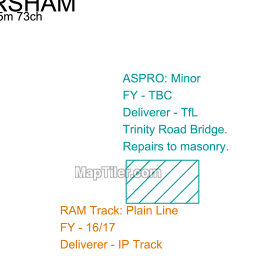 RSHAM
5m 73ch
ASPRO: Minor
FY - TBC
Deliverer - TfL
Trinity Road Bridge.
Repairs to masonry.
MapTiler.com
RAM Track: Plain Line
FY - 16/17
Deliverer - IP Track